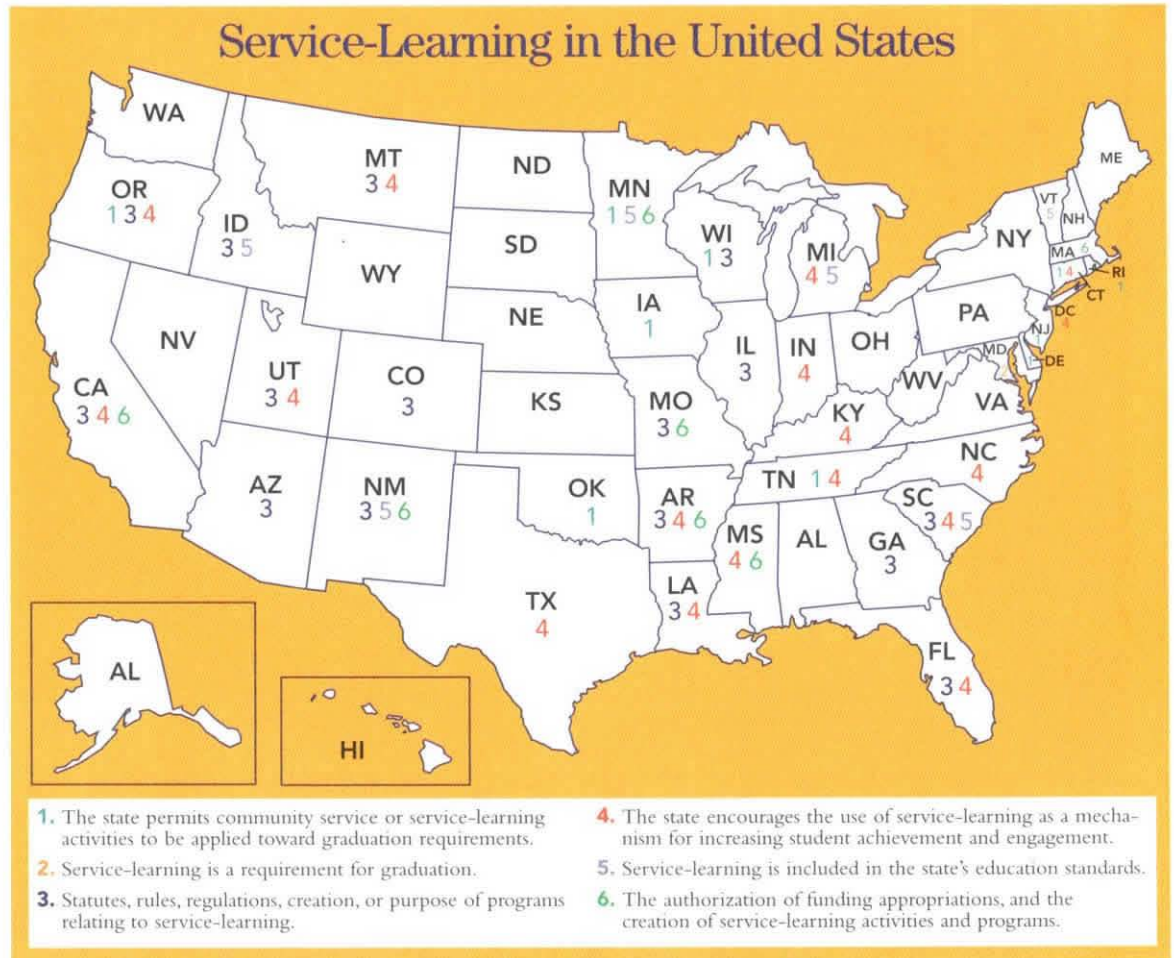 Service-Learning in the United States
WA
MT
3 4
ND
MN
1 5 6
ME
OR
1 3 4
ID
3 5
VT
5
NH
WI
1 3
MI
4 5
NY
SD
WY
MA 6
1 4
RI
1
CT
IA
1
NE
PA
DC
4
NJ
1
NV
UT
3 4
CO
3
IL
3
IN
4
OH
MD
2
DE
1
WV
CA
3 4 6
KS
MO
3 6
KY
4
VA
NC
4
TN 1 4
AZ
3
NM
3 5 6
OK
1
AR
3 4 6
SC
3 4 5
MS
4 6
AL
GA
3
LA
3 4
TX
4
FL
3 4
AL
HI
1. The state permits community service or service-learning
activities to be applied toward graduation requirements.
2. Service-learning is a requirement for graduation.
3. Statutes, rules, regulations, creation, or purpose of programs
relating to service-learning.
4. The state encourages the use of service-learning as a mecha-
nism for increasing student achievement and engagement.
5. Service-learning is included in the state's education standards.
6. The authorization of funding appropriations, and the
creation of service-learning activities and programs.